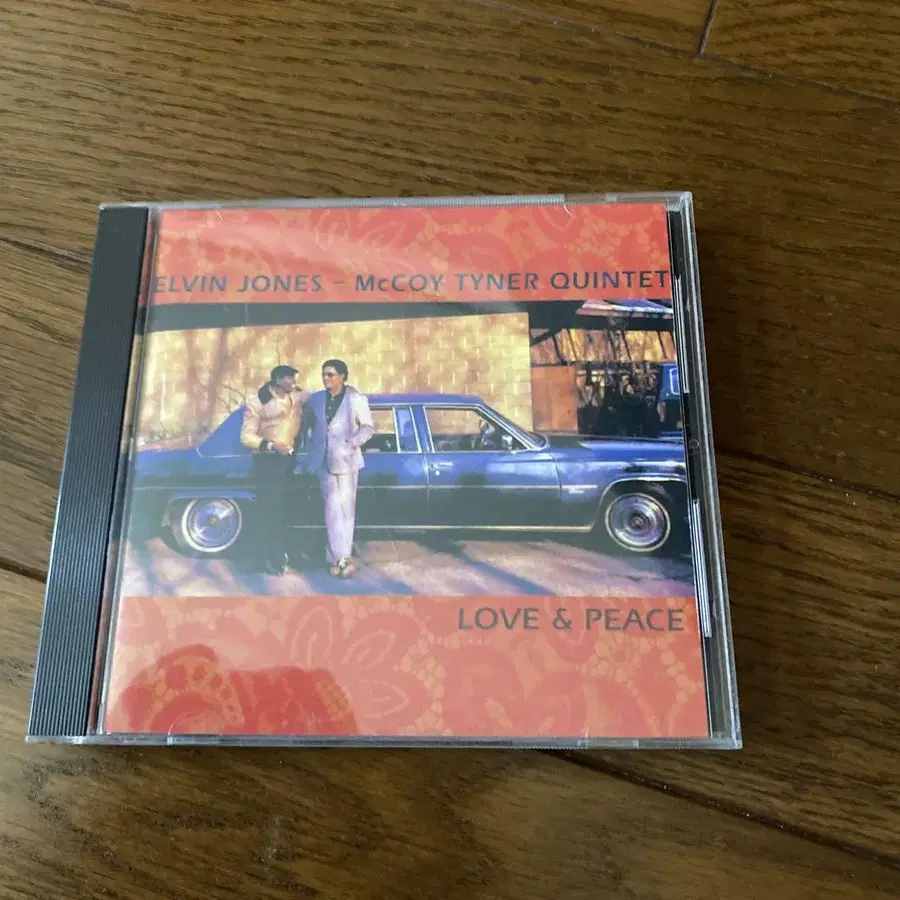 ELVIN JONES – McCOY TYNER QUINTET
LOVE & PEACE